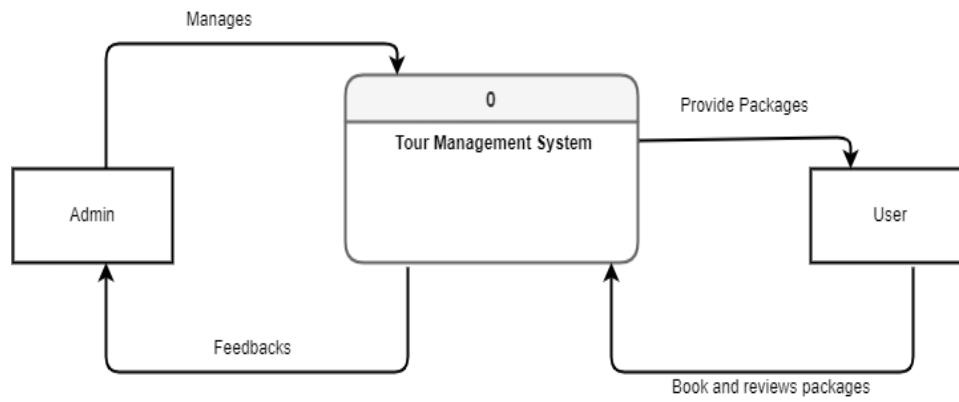 Manages
0
Provide Packages
Tour Management System
Admin
User
Feedbacks
Book and reviews packages